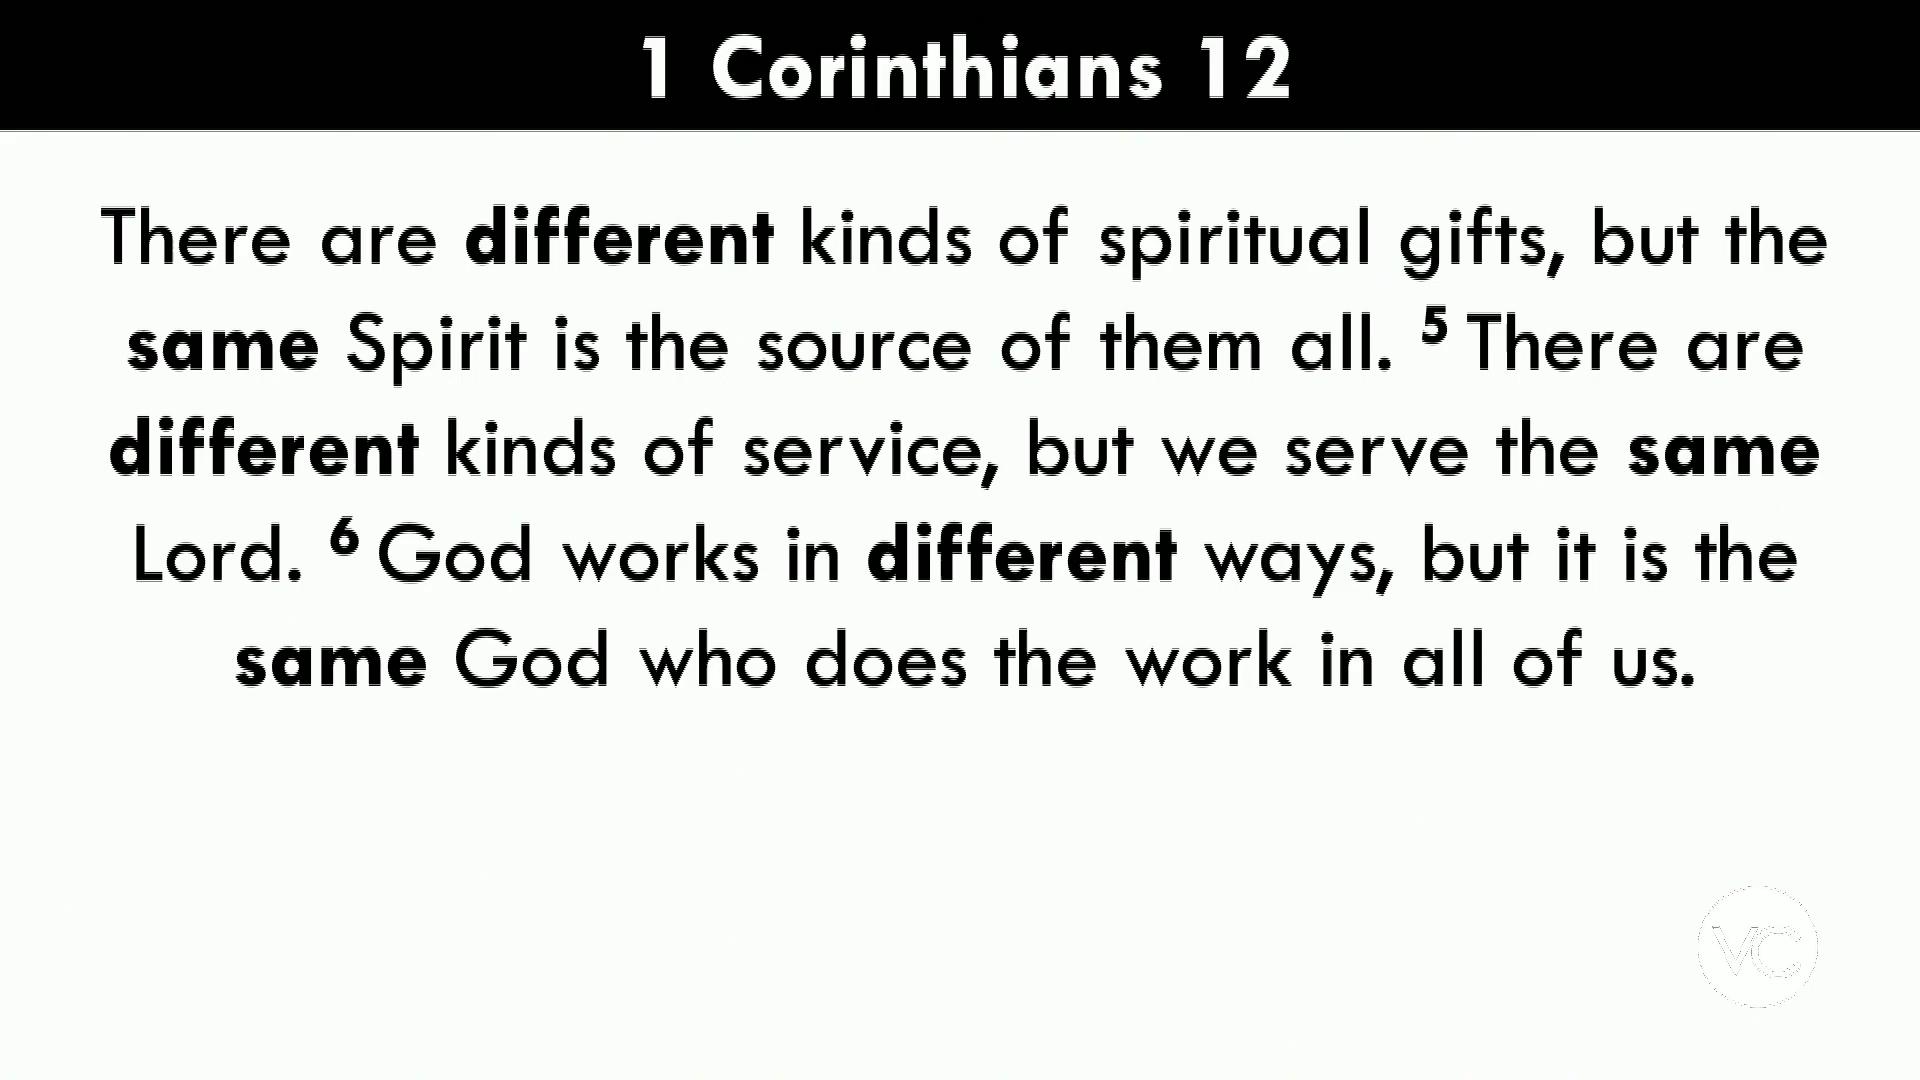 1 Corinthians 12
There are different kinds of spiritual gifts, but the
same Spirit is the source of them all. ⁵ There are
different kinds of service, but we serve the same
Lord. ⁶ God works in different ways, but it is the
same God who does the work in all of us.
VC